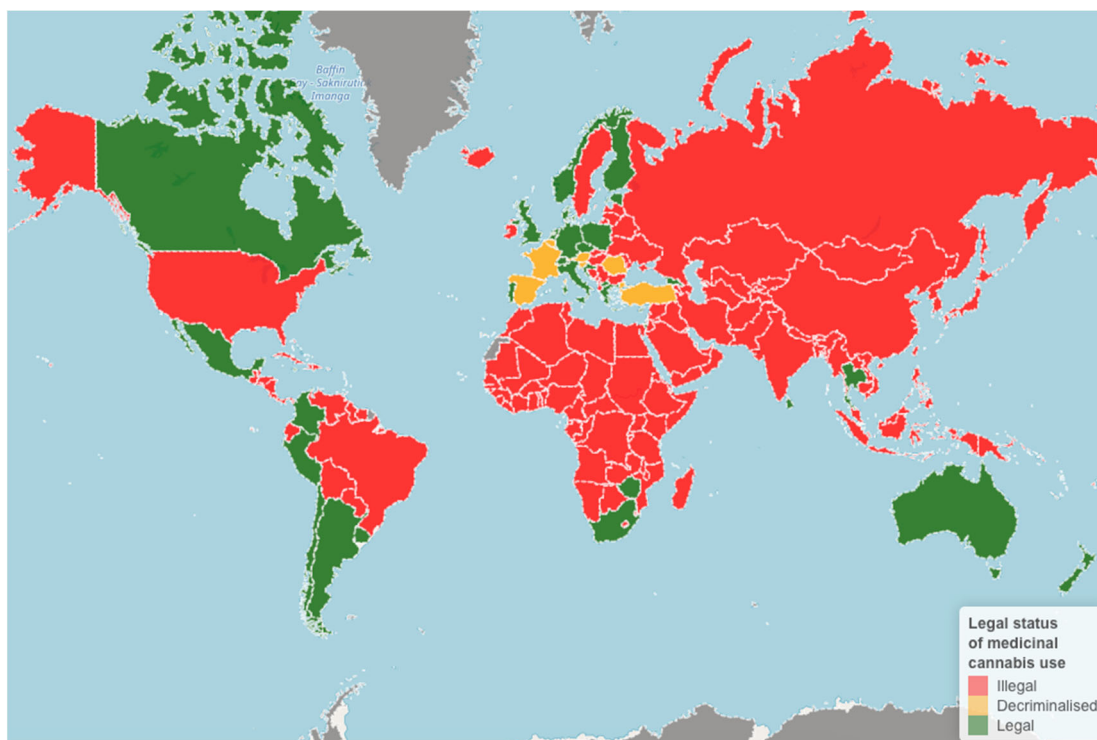 Baffin
ay - Saknirutiak
Imanga
Legal status
of medicinal
cannabis use
Illegal
Decriminalised
Legal